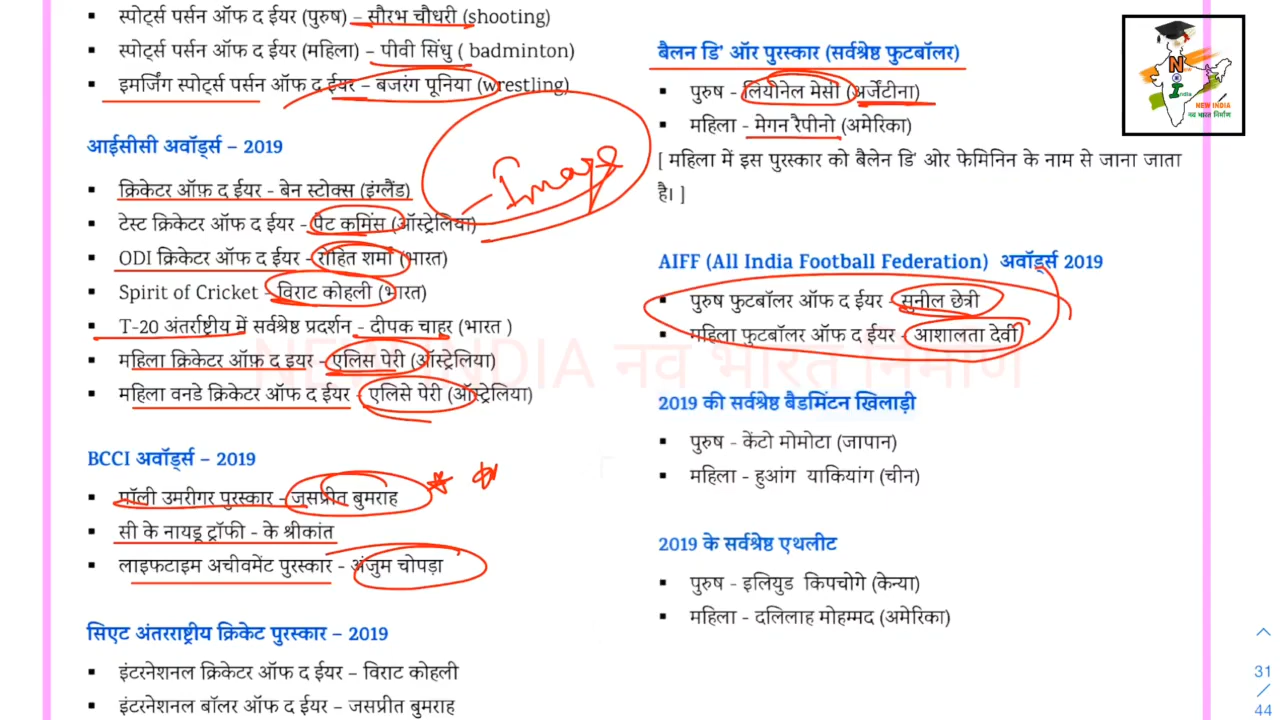 स्पोर्ट्स पर्सन ऑफ द ईयर (पुरुष) – सौरभ चौधरी (shooting)
स्पोर्ट्स पर्सन ऑफ द ईयर (महिला) – पीवी सिंधु ( badminton)
इमर्जिंग स्पोर्ट्स पर्सन ऑफ द ईयर – बजरंग पूनिया (wrestling)
आईसीसी अवॉर्ड्स – 2019
क्रिकेटर ऑफ़ द ईयर - बेन स्टोक्स (इंग्लैंड)
टेस्ट क्रिकेटर ऑफ द ईयर - पैट कमिंस (ऑस्ट्रेलिया)
ODI क्रिकेटर ऑफ द ईयर - रोहित शर्मा (भारत)
Spirit of Cricket - विराट कोहली (भारत)
T-20 अंतर्राष्ट्रीय में सर्वश्रेष्ठ प्रदर्शन - दीपक चाहर (भारत )
महिला क्रिकेटर ऑफ़ द इयर - एलिस पेरी (ऑस्ट्रेलिया)
महिला वनडे क्रिकेटर ऑफ द ईयर - एलिसे पेरी (ऑस्ट्रेलिया)
BCCI अवॉर्ड्स – 2019
पॉली उमरीगर पुरस्कार - जसप्रीत बुमराह
सी के नायडू ट्रॉफी - के श्रीकांत
लाइफटाइम अचीवमेंट पुरस्कार - अंजुम चोपड़ा
सिएट अंतरराष्ट्रीय क्रिकेट पुरस्कार – 2019
इंटरनेशनल क्रिकेटर ऑफ द ईयर – विराट कोहली
इंटरनेशनल बॉलर ऑफ द ईयर - जसप्रीत बुमराह
- Image
बैलन डि' ऑर पुरस्कार (सर्वश्रेष्ठ फुटबॉलर)
पुरुष - लियोनेल मेसी (अर्जेंटीना)
महिला - मेगन रैपीनो (अमेरिका)
[ महिला में इस पुरस्कार को बैलेन डि' ओर फेमिनिन के नाम से जाना जाता
है। ]
AIFF (All India Football Federation) अवॉर्ड्स 2019
पुरुष फुटबॉलर ऑफ द ईयर - सुनील छेत्री
महिला फुटबॉलर ऑफ द ईयर - आशालता देवी
2019 की सर्वश्रेष्ठ बैडमिंटन खिलाड़ी
पुरुष - केंटो मोमोटा (जापान)
महिला - हुआंग याकियांग (चीन)
2019 के सर्वश्रेष्ठ एथलीट
पुरुष - इलियुड किपचोगे (केन्या)
महिला - दलिलाह मोहम्मद (अमेरिका)
NEW INDIA नव भारत निर्माण
N
i
India
NEW INDIA
नव भारत निर्माण
31
/
44